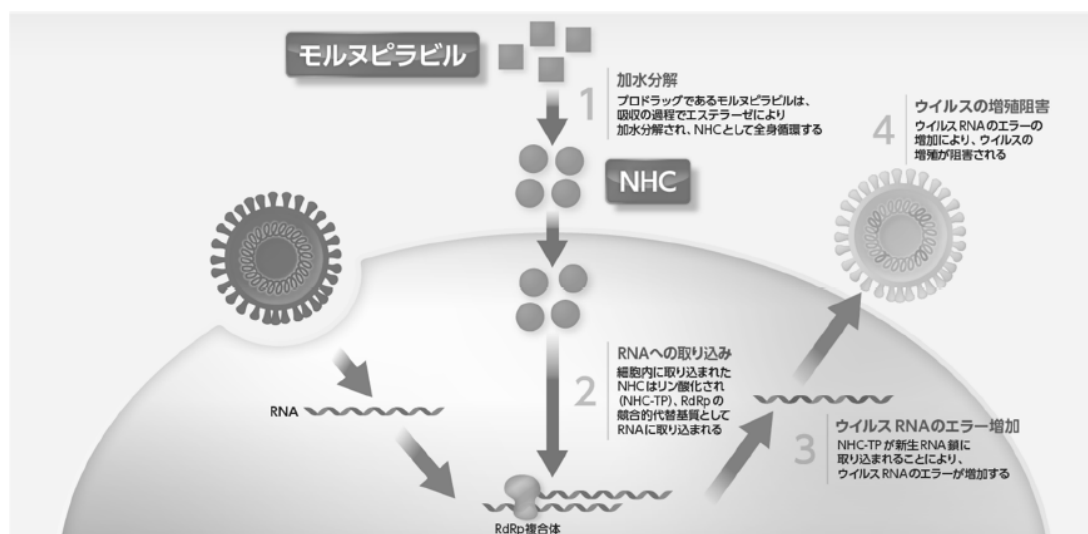 モルヌピラビル
1
加水分解
プロドラッグであるモルヌピラビルは、
吸収の過程でエステラーゼにより
加水分解され、NHCとして全身循環する
NHC
4
ウイルスの増殖阻害
ウイルスRNAのエラーの
増加により、ウイルスの
増殖が阻害される
2
RNAへの取り込み
細胞内に取り込まれた
NHCはリン酸化され
（NHC-TP）、RdRpの
競合的代替基質として
RNAに取り込まれる
RNA
3
ウイルスRNAのエラー増加
NHC-TPが新生RNA鎖に
取り込まれることにより、
ウイルスRNAのエラーが増加する
RdRp複合体